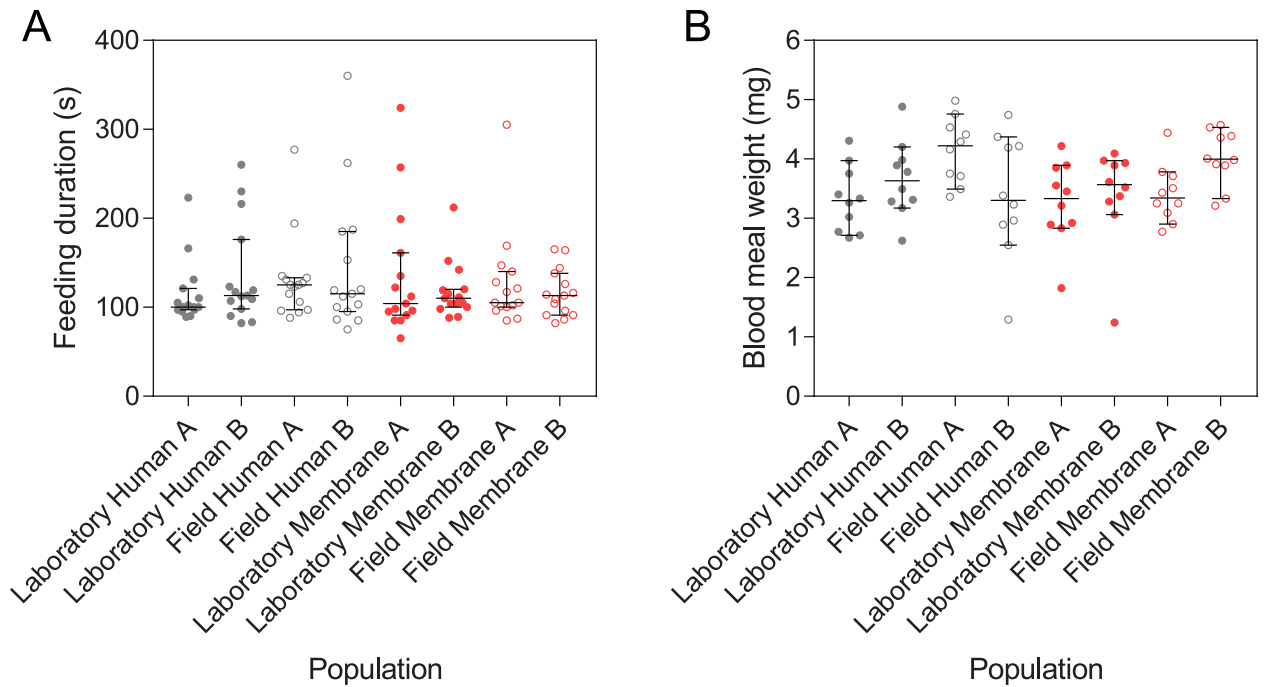 A
Feeding duration (s)
400
300
200
100
0
Laboratory Human A
Laboratory Human B
Field Human A
Field Human B
Laboratory Membrane A
Laboratory Membrane B
Field Membrane A
Field Membrane B
Population
B
Blood meal weight (mg)
6
5
4
3
2
1
0
Laboratory Human A
Laboratory Human B
Field Human A
Field Human B
Laboratory Membrane A
Laboratory Membrane B
Field Membrane A
Field Membrane B
Population